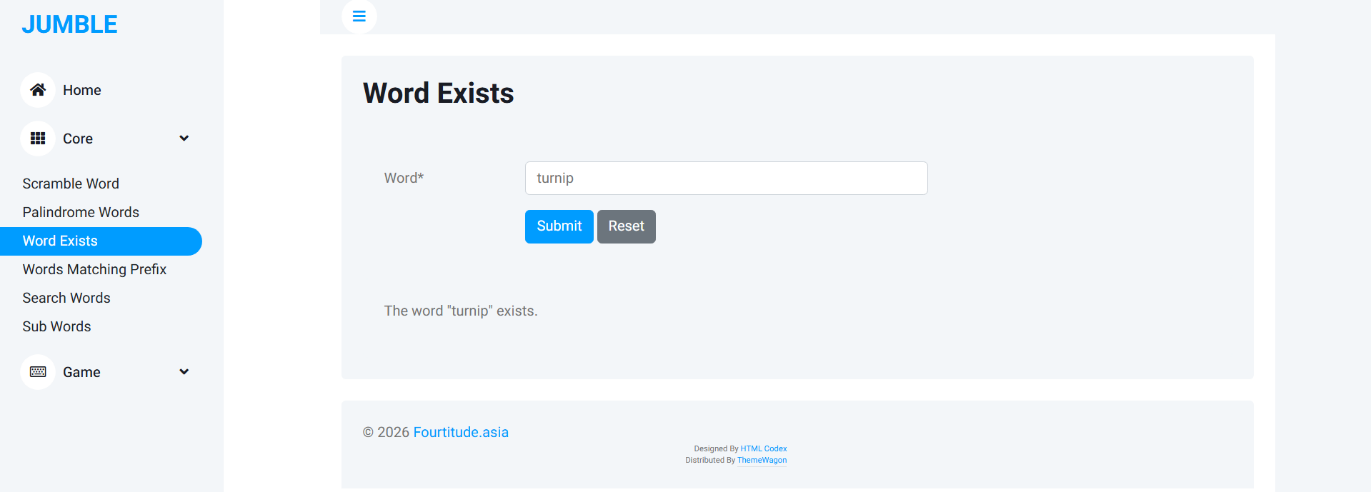 JUMBLE
Home
Core
Scramble Word
Palindrome Words
Word Exists
Words Matching Prefix
Search Words
Sub Words
Game
Word Exists
Word*
turnip
Submit Reset
The word "turnip" exists.
© 2026 Fourtitude.asia
Designed By HTML Codex
Distributed By ThemeWagon